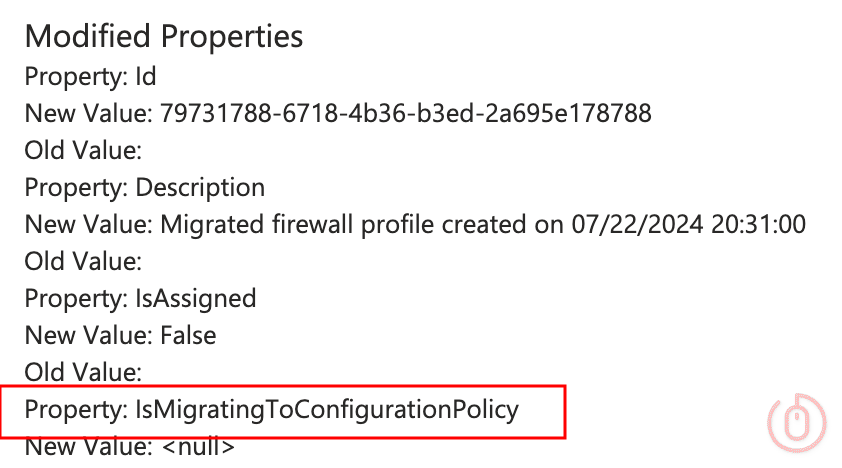 Modified Properties
Property: Id
New Value: 79731788-6718-4b36-b3ed-2a695e178788
Old Value:
Property: Description
New Value: Migrated firewall profile created on 07/22/2024 20:31:00
Old Value:
Property: IsAssigned
New Value: False
Old Value:
Property: IsMigratingToConfigurationPolicy
New Value: <null>